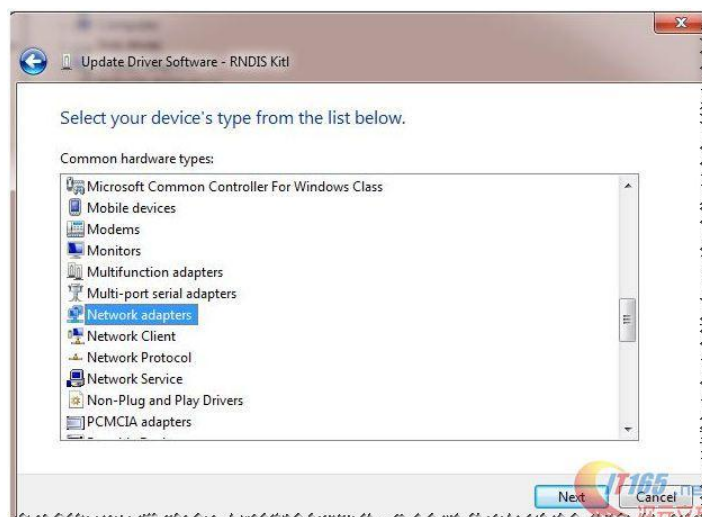 Update Driver Software - RNDIS Kitl
Select your device's type from the list below.
Common hardware types:
Microsoft Common Controller For Windows Class
Mobile devices
Modems
Monitors
Multifunction adapters
Multi-port serial adapters
Network adapters
Network Client
Network Protocol
Network Service
Non-Plug and Play Drivers
PCMCIA adapters
Next
Cancel
IT165.ne